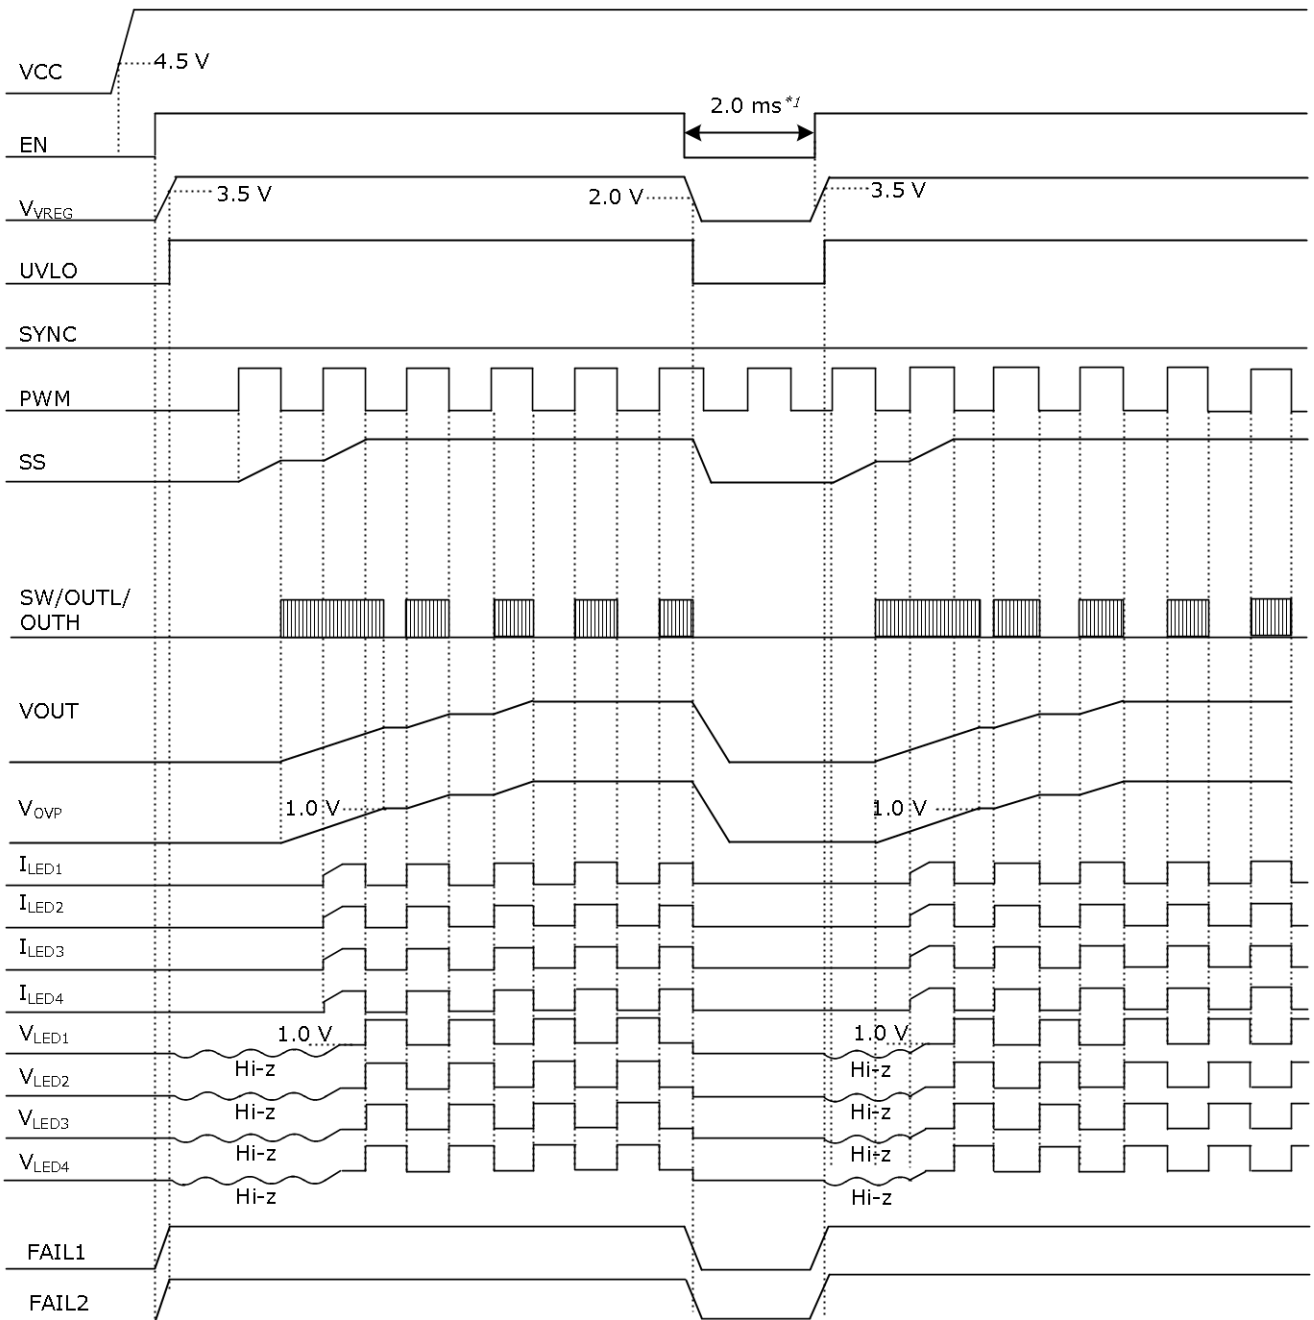 VCC
4.5 V
EN
2.0 ms*1
VVREG
3.5 V
2.0 V
3.5 V
UVLO
SYNC
PWM
SS
SW/OUTL/
OUTH
VOUT
VOVP
1.0 V
1.0 V
ILED1
ILED2
ILED3
ILED4
VLED1
1.0 V
1.0 V
Hi-z
Hi-z
VLED2
Hi-z
Hi-z
VLED3
Hi-z
Hi-z
VLED4
Hi-z
Hi-z
FAIL1
FAIL2